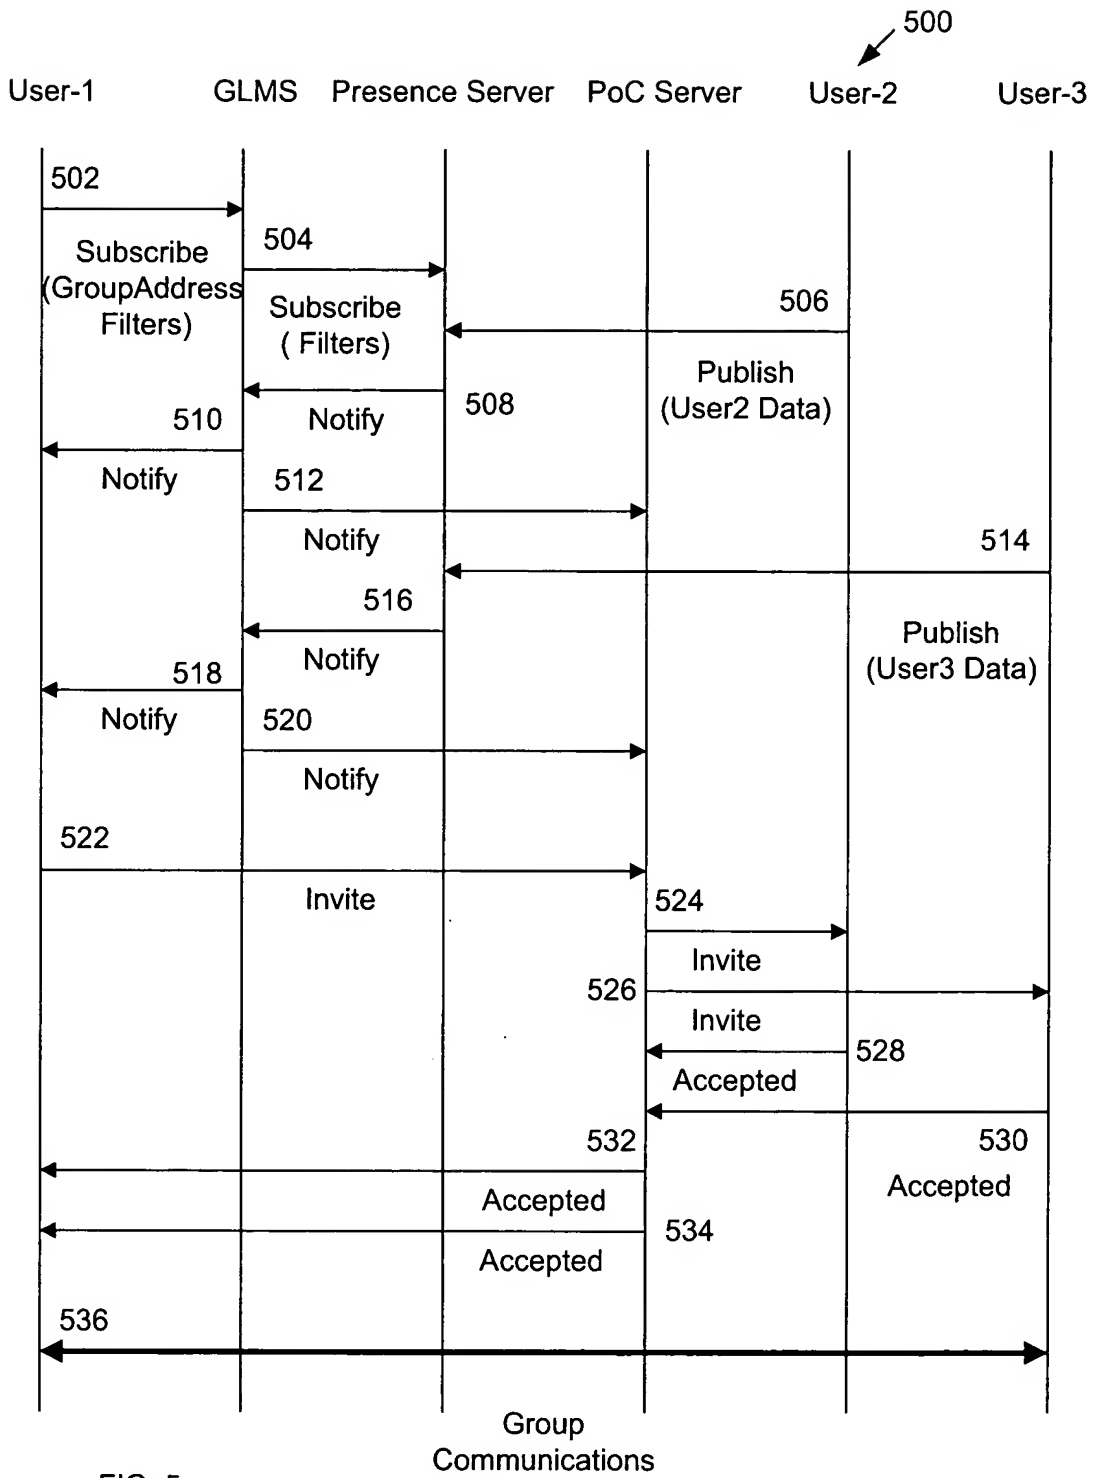 500
User-1 GLMS Presence Server PoC Server User-2 User-3
502
Subscribe
(GroupAddress
Filters)
504
Subscribe
( Filters)
506
Publish
(User2 Data)
508
Notify
510
Notify
512
Notify
514
Publish
(User3 Data)
516
Notify
518
Notify
520
Notify
522
Invite
524
Invite
526
Invite
528
Accepted
530
Accepted
532
Accepted
534
Accepted
536
Group
Communications
FIG. 5